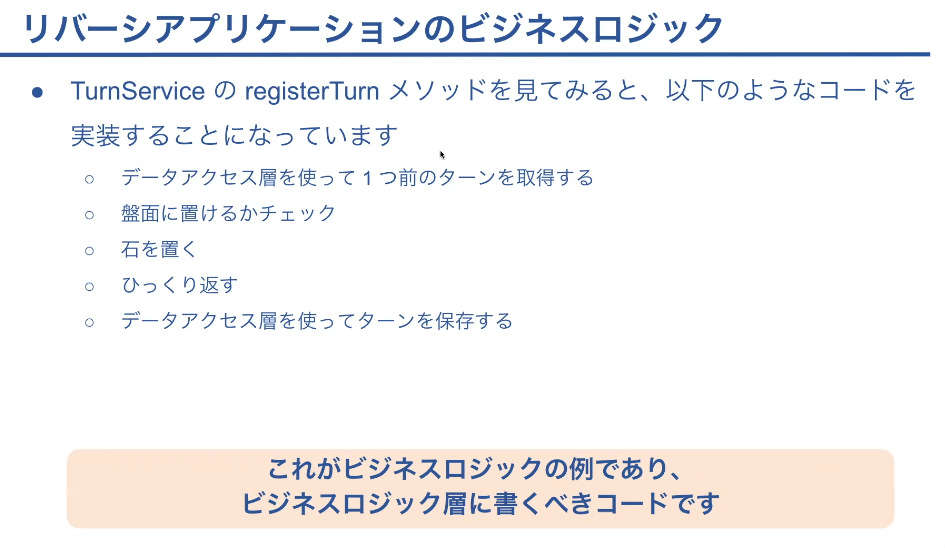 リバーシアプリケーションのビジネスロジック
● TurnService の registerTurn メソッドを見てみると、以下のようなコードを
実装することになっています
○ データアクセス層を使って 1 つ前のターンを取得する
○ 盤面に置けるかチェック
○ 石を置く
○ ひっくり返す
○ データアクセス層を使ってターンを保存する
これがビジネスロジックの例であり、
ビジネスロジック層に書くべきコードです